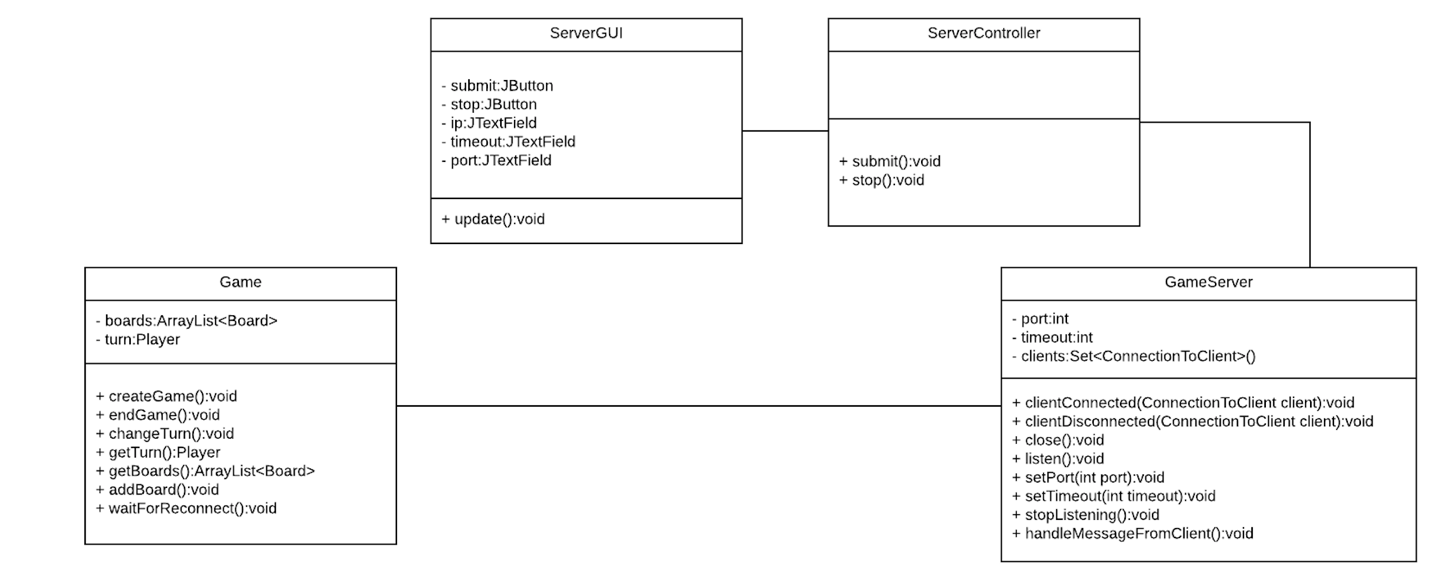 ServerGUI
- submit:JButton
- stop:JButton
- ip:JTextField
- timeout:JTextField
- port:JTextField
+ update():void
ServerController
+ submit():void
+ stop():void
Game
- boards:ArrayList<Board>
- turn:Player
+ createGame():void
+ endGame():void
+ changeTurn():void
+ getTurn():Player
+ getBoards():ArrayList<Board>
+ addBoard():void
+ waitForReconnect():void
GameServer
- port:int
- timeout:int
- clients:Set<ConnectionToClient>()
+ clientConnected(ConnectionToClient client):void
+ clientDisconnected(ConnectionToClient client):void
+ close():void
+ listen():void
+ setPort(int port):void
+ setTimeout(int timeout):void
+ stopListening():void
+ handleMessageFromClient():void